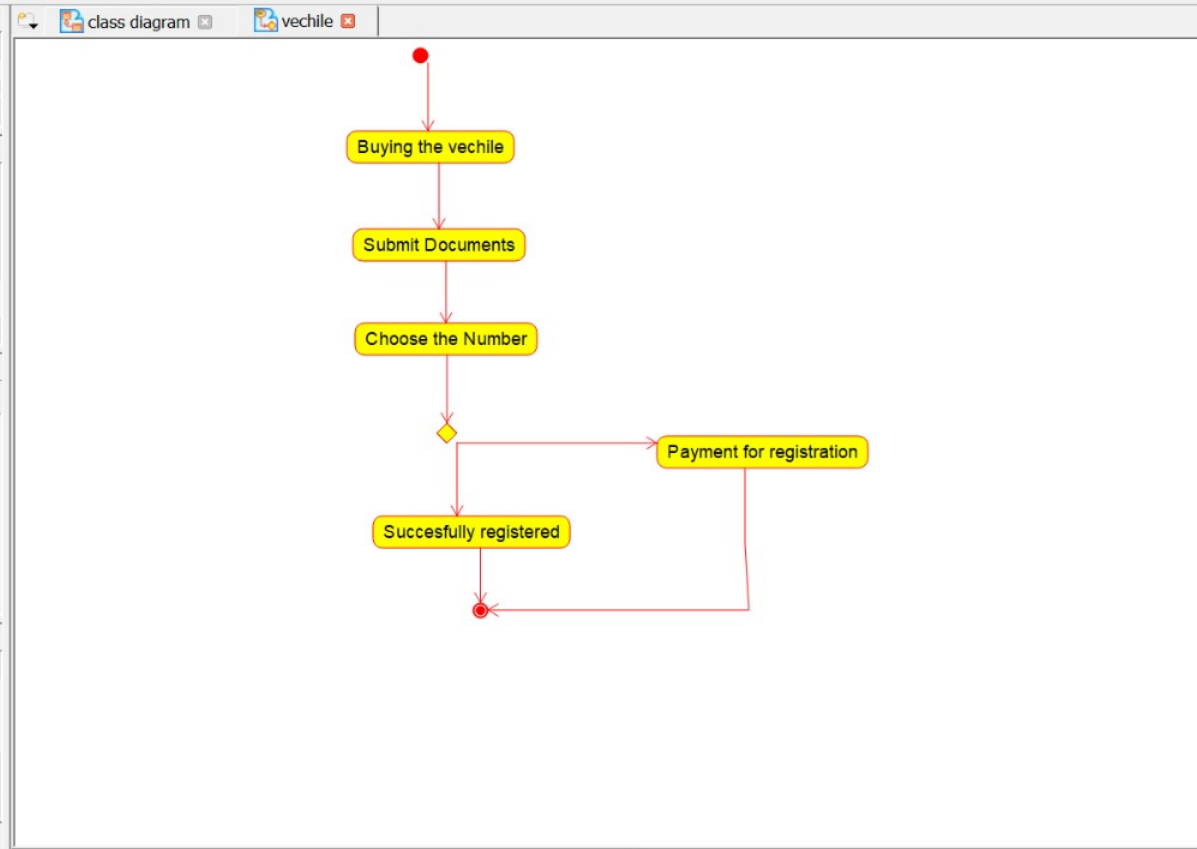 class diagram
vechile
Buying the vechile
Submit Documents
Choose the Number
Payment for registration
Succesfully registered